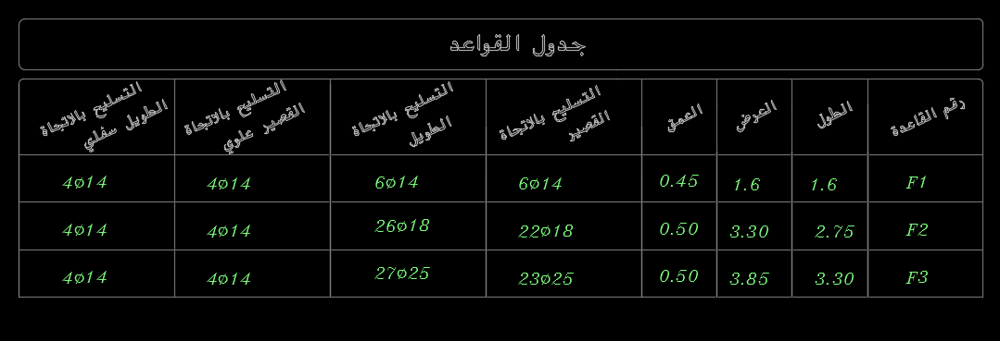 جدول القواعد
رقم القاعدة الطول العرض العمق التسليح بالاتجاة القصير التسليح بالاتجاة الطويل التسليح بالاتجاة القصير علوي التسليح بالاتجاة الطويل سفلي
F1 1.6 1.6 0.45 6ø14 6ø14 4ø14 4ø14
F2 2.75 3.30 0.50 22ø18 26ø18 4ø14 4ø14
F3 3.30 3.85 0.50 23ø25 27ø25 4ø14 4ø14